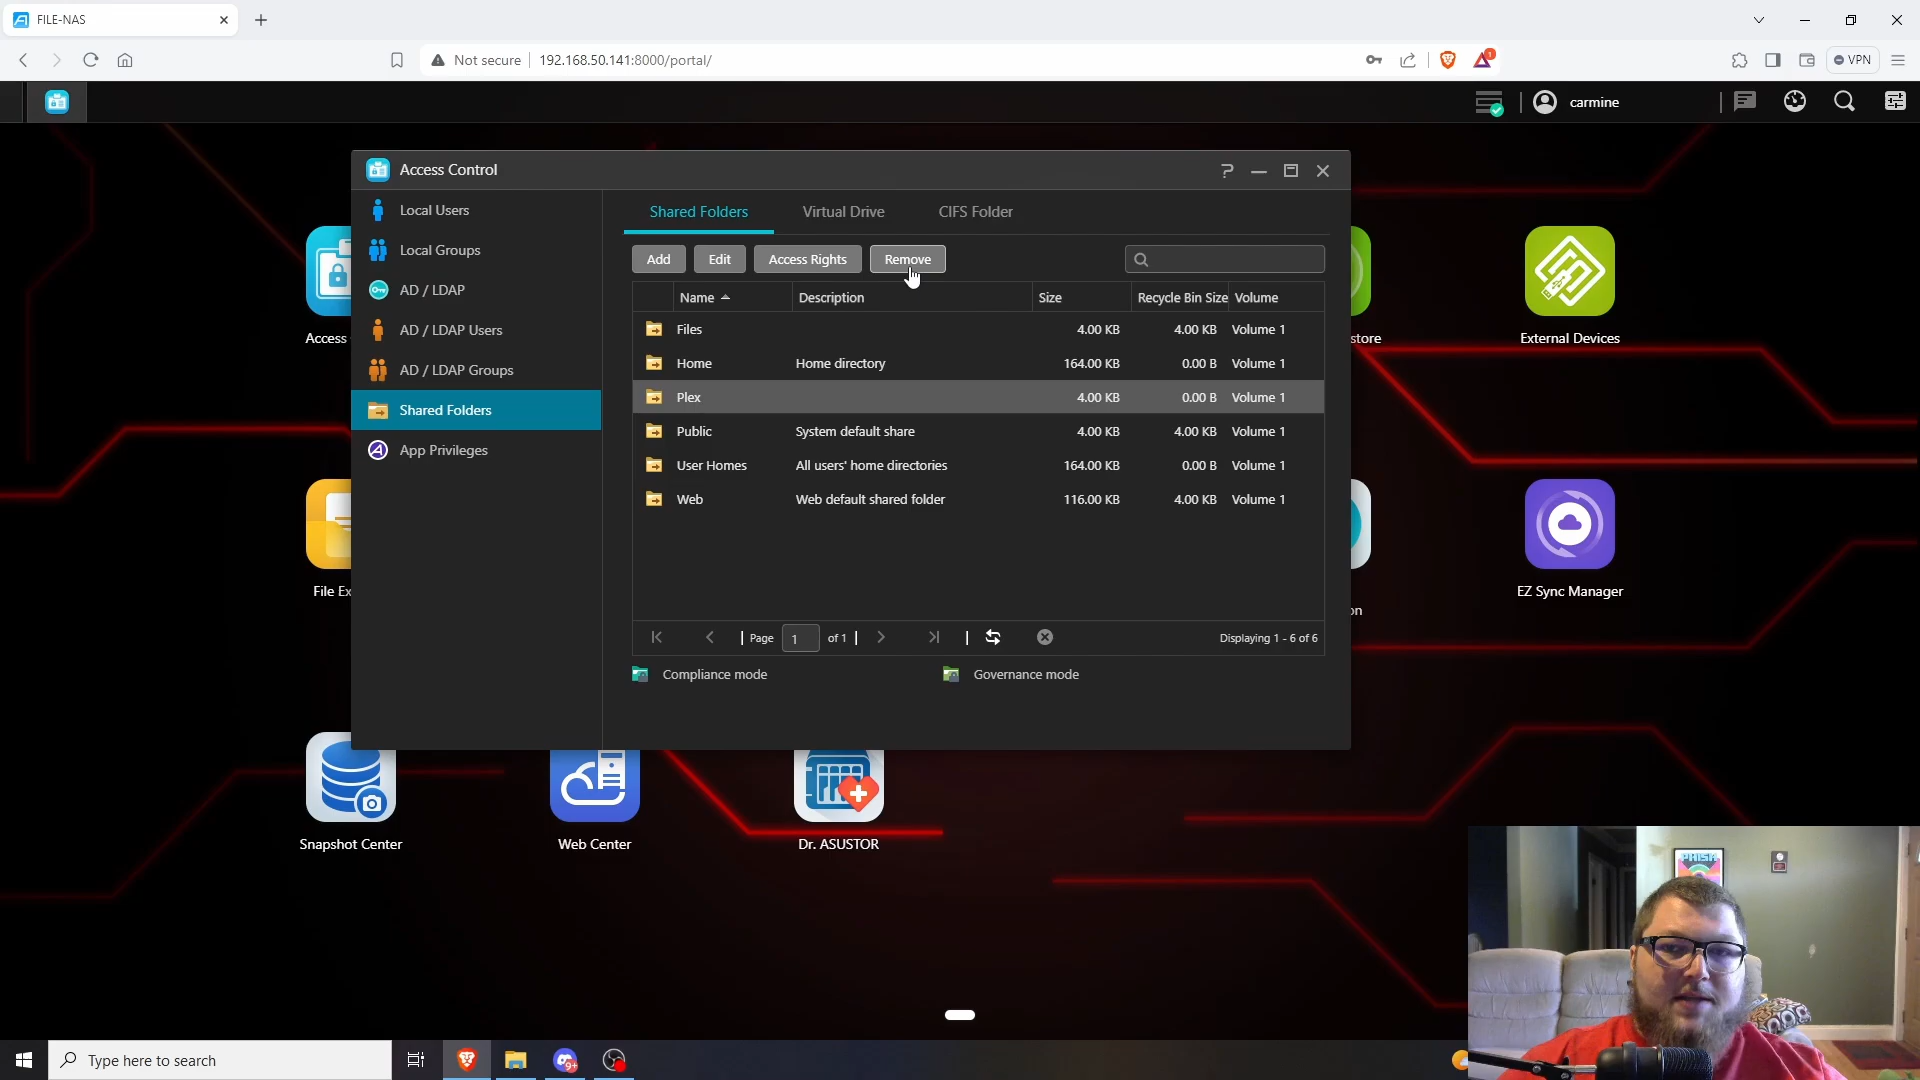 FILE-NAS
Not secure
192.168.50.141:8000/portal/
1
VPN
carmine
Access Control
Local Users
Local Groups
AD / LDAP
AD / LDAP Users
AD / LDAP Groups
Shared Folders
App Privileges
Shared Folders Virtual Drive CIFS Folder
Add Edit Access Rights Remove
Name Description Size Recycle Bin Size Volume
Files 4.00 KB 4.00 KB Volume 1
Home Home directory 164.00 KB 0.00 B Volume 1
Plex 4.00 KB 0.00 B Volume 1
Public System default share 4.00 KB 4.00 KB Volume 1
User Homes All users' home directories 164.00 KB 0.00 B Volume 1
Web Web default shared folder 116.00 KB 4.00 KB Volume 1
Page 1 of 1
Displaying 1 - 6 of 6
Compliance mode
Governance mode
Access
store
External Devices
File Ex
on
EZ Sync Manager
Snapshot Center
Web Center
Dr. ASUSTOR
PHISH
Type here to search
9+